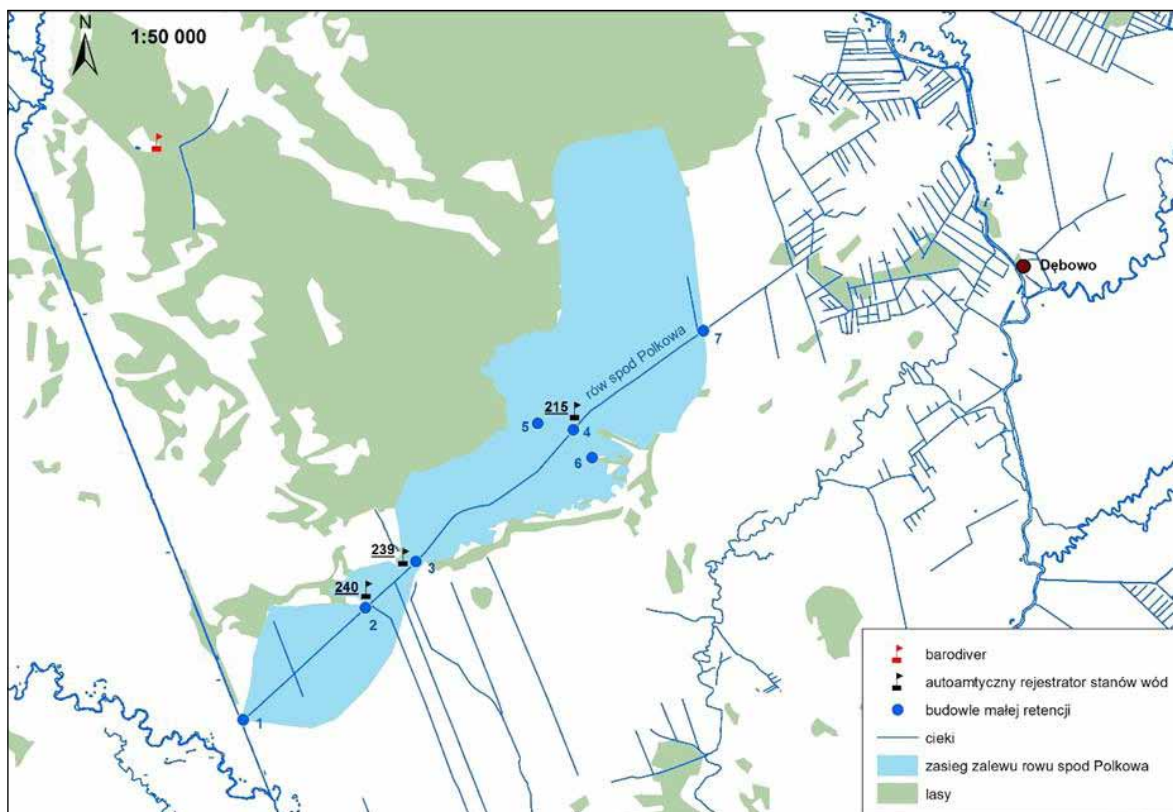 N
1:50 000
Dębowo
rów spod Polkowa
7
215
5
4
6
239
3
240
2
1
barodiver
autoamtyczny rejestrator stanów wód
budowle małej retencji
cieki
zasieg zalewu rowu spod Polkowa
lasy